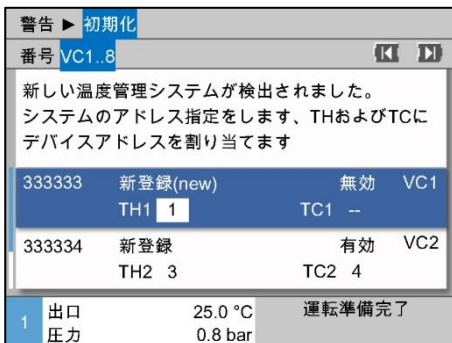 警告 ► 初期化
番号 VC1..8
新しい温度管理システムが検出されました。
システムのアドレス指定をします、THおよびTCに
デバイスアドレスを割り当てます
333333 新登録(new) 無効 VC1
TH1 1 TC1 --
333334 新登録 有効 VC2
TH2 3 TC2 4
1 出口 25.0 °C 運転準備完了
圧力 0.8 bar